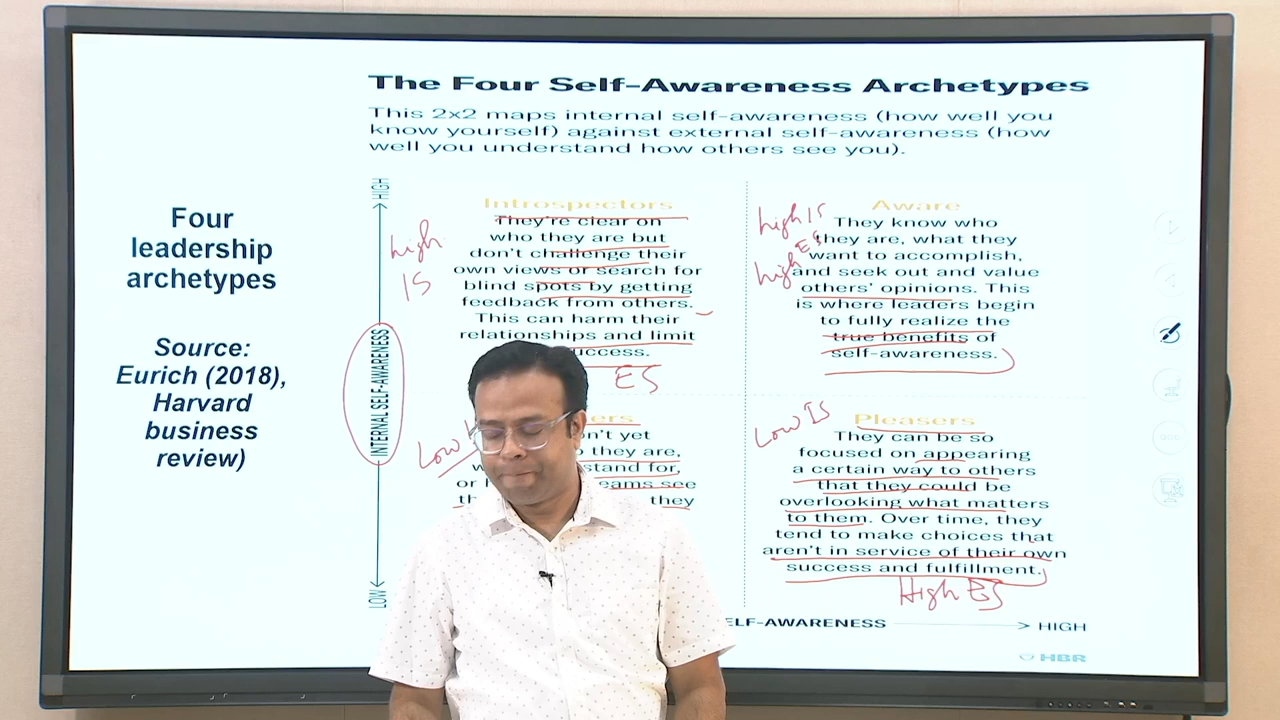 The Four Self-Awareness Archetypes
This 2x2 maps internal self-awareness (how well you
know yourself) against external self-awareness (how
well you understand how others see you).
Four
leadership
archetypes
Source:
Eurich (2018),
Harvard
business
review)
HIGH
INTERNAL SELF-AWARENESS
LOW
Introspectors
They're clear on
who they are but
don't challenge their
own views or search for
blind spots by getting
feedback from others.
This can harm their
relationships and limit
high
IS
ES
Aware
They know who
they are, what they
want to accomplish,
and seek out and value
others' opinions. This
is where leaders begin
to fully realize the
true benefits of
self-awareness.
high IS
high ES
Low
stand for,
they
Low IS
Pleasers
They can be so
focused on appearing
a certain way to others
that they could be
overlooking what matters
to them. Over time, they
tend to make choices that
aren't in service of their own
success and fulfillment.
High ES
HIGH
HBR